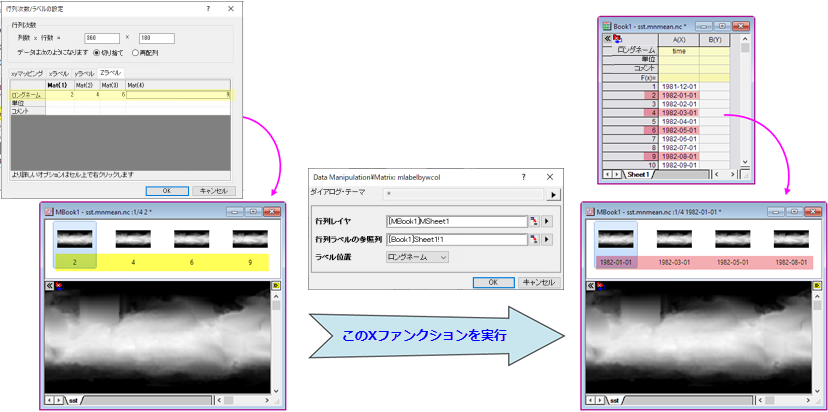 行列次数/ラベルの設定
行列次数
列数 x 行数 = 360 × 180
データは次のようになります 切り捨て 再配列
xyマッピング xラベル yラベル Zラベル
Mat(1) Mat(2) Mat(3) Mat(4)
ロングネーム 2 4 6 9
単位
コメント
より詳しいオプションはセル上で右クリックします
OK キャンセル
MBook1 - sst.mnmean.nc :1/4 2 *
2 4 6 9
sst
Data Manipulation¥Matrix: mlabelbywcol
ダイアログ・テーマ *
行列レイヤ [MBook1]MSheet1
行列ラベルの参照列 [Book1]Sheet1!1
ラベル位置 ロングネーム
OK キャンセル
このXファンクションを実行
Book1 - sst.mnmean.nc *
A(X) B(Y)
ロングネーム time
単位
コメント
F(x)=
1 1981-12-01
2 1982-01-01
3 1982-02-01
4 1982-03-01
5 1982-04-01
6 1982-05-01
7 1982-06-01
8 1982-07-01
9 1982-08-01
10 1982-09-01
Sheet1
MBook1 - sst.mnmean.nc :1/4 1982-01-01 *
1982-01-01 1982-03-01 1982-05-01 1982-08-01
sst